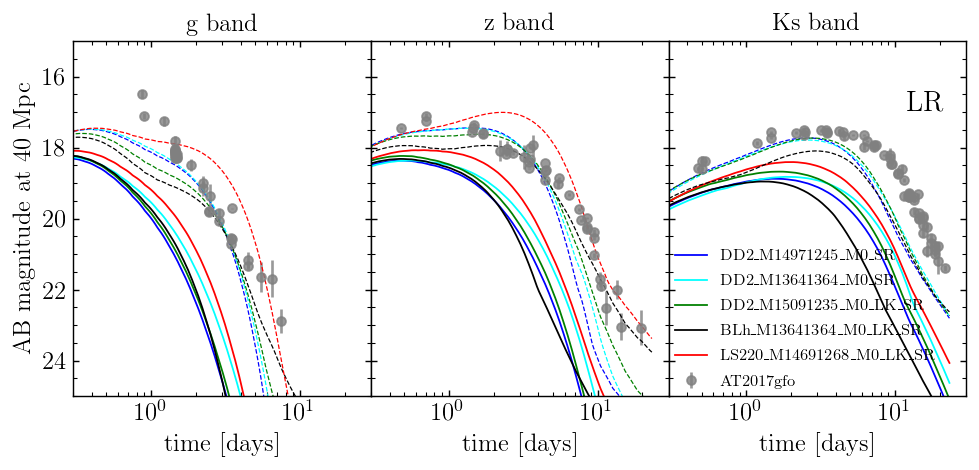 g band
z band
Ks band
AB magnitude at 40 Mpc
16
18
20
22
24
LR
DD2_M14971245_M0_SR
DD2_M13641364_M0_SR
DD2_M15091235_M0_LK_SR
BLh_M13641364_M0_LK_SR
LS220_M14691268_M0_LK_SR
AT2017gfo
10⁰ 10¹
10⁰ 10¹
10⁰ 10¹
time [days]
time [days]
time [days]